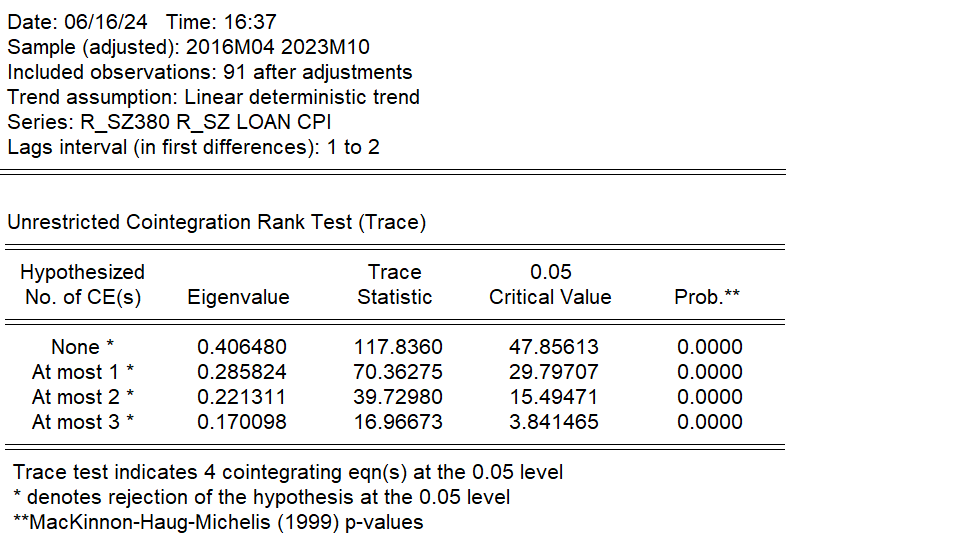 Date: 06/16/24 Time: 16:37
Sample (adjusted): 2016M04 2023M10
Included observations: 91 after adjustments
Trend assumption: Linear deterministic trend
Series: R_SZ380 R_SZ LOAN CPI
Lags interval (in first differences): 1 to 2
Unrestricted Cointegration Rank Test (Trace)
Hypothesized Trace 0.05
No. of CE(s) Eigenvalue Statistic Critical Value Prob.**
None * 0.406480 117.8360 47.85613 0.0000
At most 1 * 0.285824 70.36275 29.79707 0.0000
At most 2 * 0.221311 39.72980 15.49471 0.0000
At most 3 * 0.170098 16.96673 3.841465 0.0000
Trace test indicates 4 cointegrating eqn(s) at the 0.05 level
* denotes rejection of the hypothesis at the 0.05 level
**MacKinnon-Haug-Michelis (1999) p-values